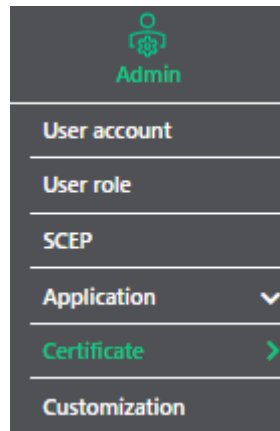 Admin
User account
User role
SCEP
Application
Certificate
Customization